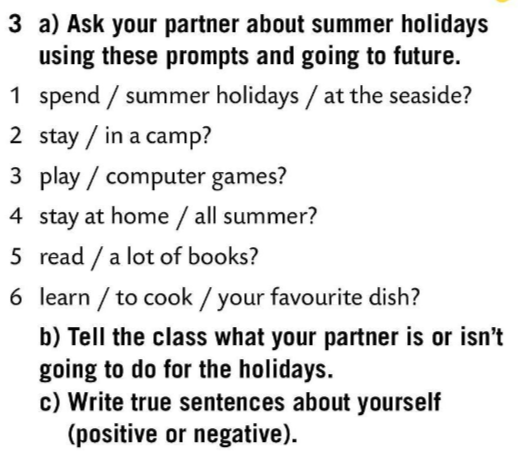 3 a) Ask your partner about summer holidays
using these prompts and going to future.
1 spend / summer holidays / at the seaside?
2 stay / in a camp?
3 play / computer games?
4 stay at home / all summer?
5 read / a lot of books?
6 learn / to cook / your favourite dish?
b) Tell the class what your partner is or isn't
going to do for the holidays.
c) Write true sentences about yourself
(positive or negative).